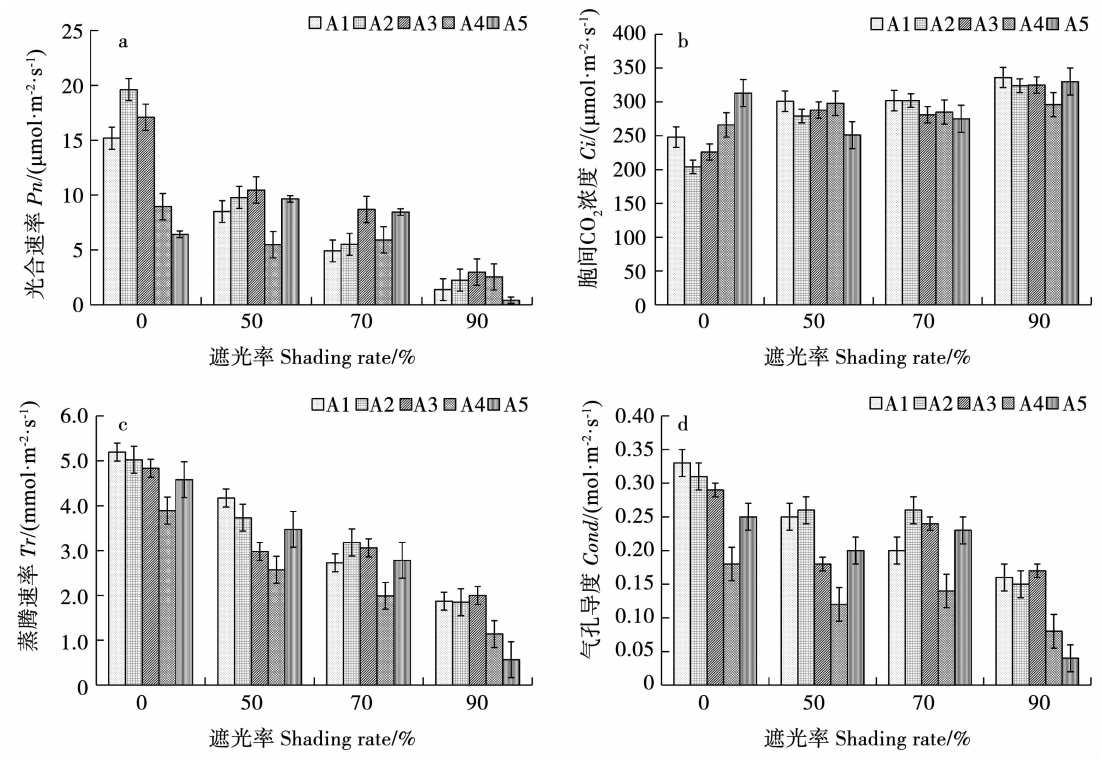 A1 A2 A3 A4 A5
a
25
20
15
10
5
0
光合速率 Pn/(μmol·m⁻²·s⁻¹)
0 50 70 90
遮光率 Shading rate/%
A1 A2 A3 A4 A5
b
400
350
300
250
200
150
100
50
0
胞间CO₂浓度 Ci/(μmol·m⁻²·s⁻¹)
0 50 70 90
遮光率 Shading rate/%
A1 A2 A3 A4 A5
c
6.0
5.0
4.0
3.0
2.0
1.0
0
蒸腾速率 Tr/(mmol·m⁻²·s⁻¹)
0 50 70 90
遮光率 Shading rate/%
A1 A2 A3 A4 A5
d
0.40
0.35
0.30
0.25
0.20
0.15
0.10
0.05
0
气孔导度 Cond/(mol·m⁻²·s⁻¹)
0 50 70 90
遮光率 Shading rate/%